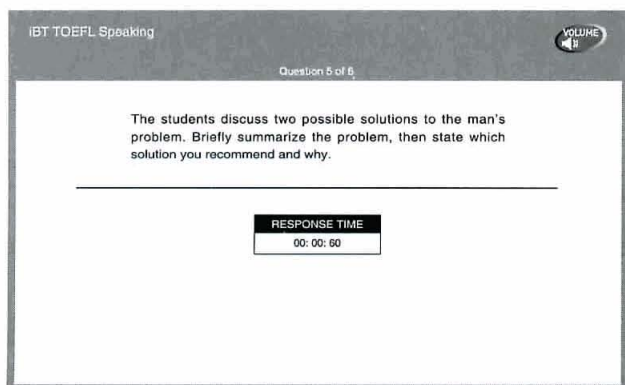 iBT TOEFL Speaking
VOLUME
Question 5 of 6
The students discuss two possible solutions to the man's
problem. Briefly summarize the problem, then state which
solution you recommend and why.
RESPONSE TIME
00: 00: 60